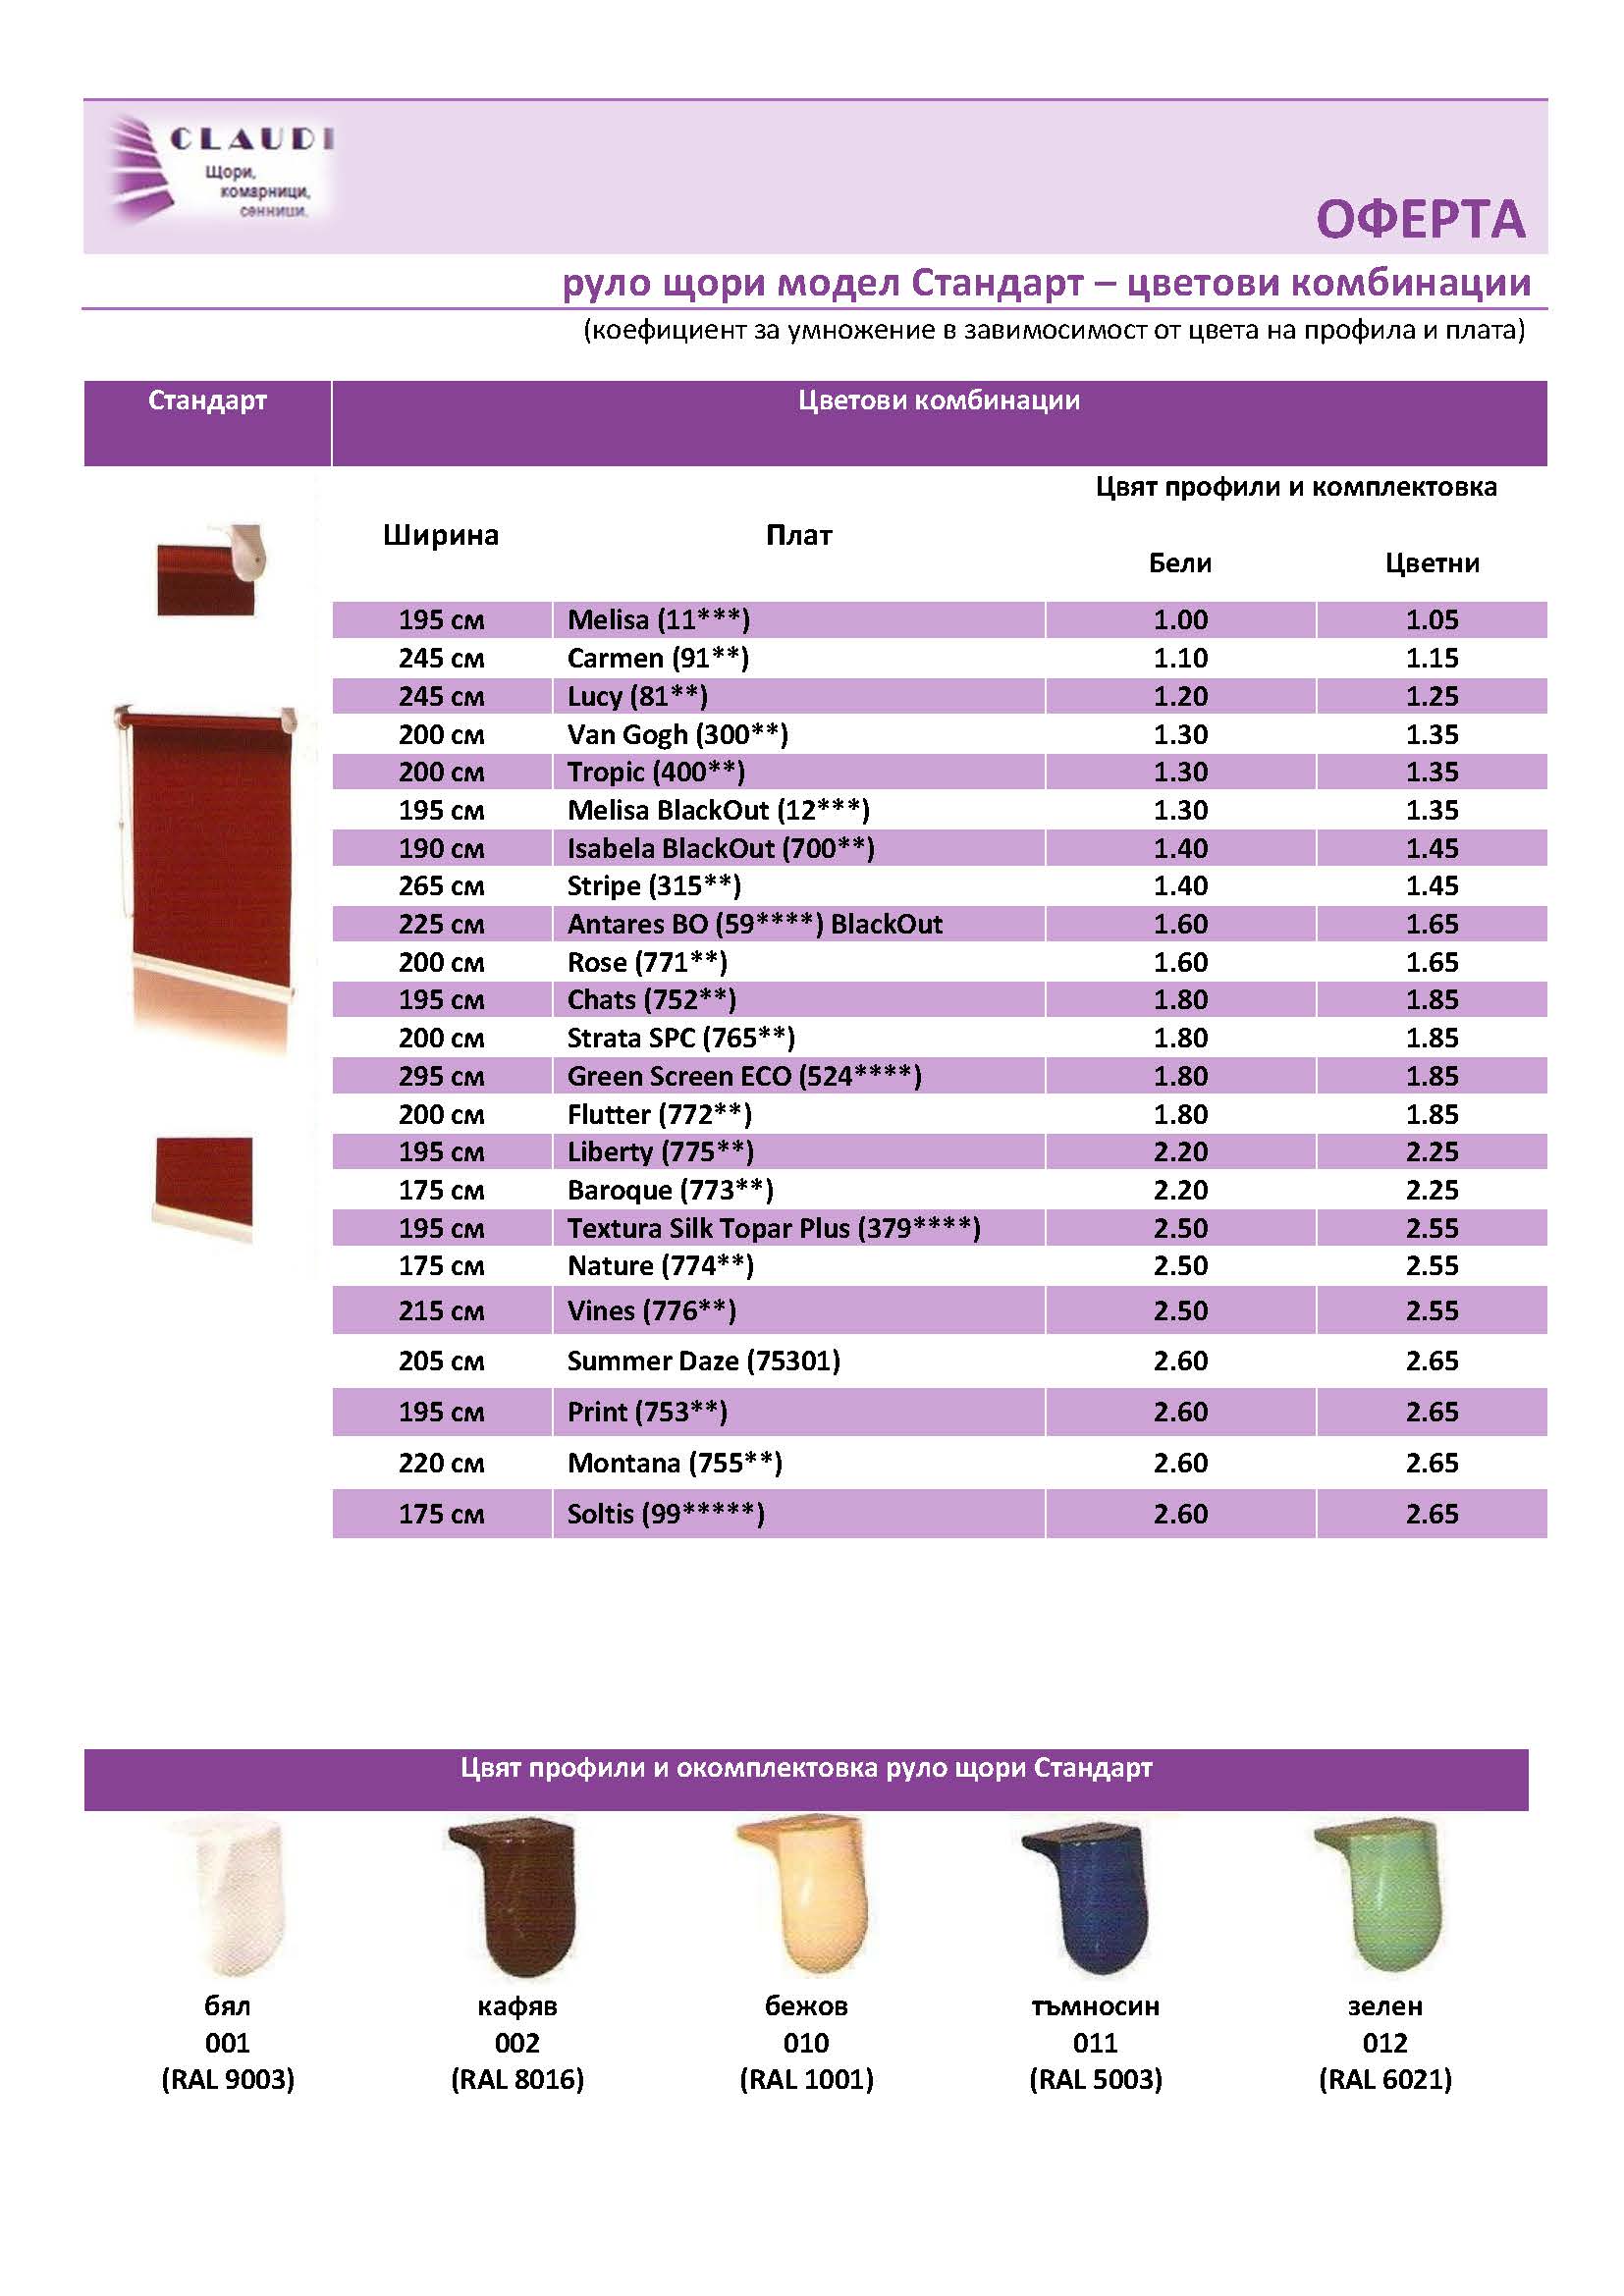 CLAUDI
Щори,
комарници,
сенници.
ОФЕРТА
руло щори модел Стандарт – цветови комбинации
(коефициент за умножение в завимосимост от цвета на профила и плата)
Стандарт Цветови комбинации
Цвят профили и комплектовка
Ширина Плат
Бели Цветни
195 см Melisa (11***) 1.00 1.05
245 см Carmen (91**) 1.10 1.15
245 см Lucy (81**) 1.20 1.25
200 см Van Gogh (300**) 1.30 1.35
200 см Tropic (400**) 1.30 1.35
195 см Melisa BlackOut (12***) 1.30 1.35
190 см Isabela BlackOut (700**) 1.40 1.45
265 см Stripe (315**) 1.40 1.45
225 см Antares BO (59****) BlackOut 1.60 1.65
200 см Rose (771**) 1.60 1.65
195 см Chats (752**) 1.80 1.85
200 см Strata SPC (765**) 1.80 1.85
295 см Green Screen ECO (524****) 1.80 1.85
200 см Flutter (772**) 1.80 1.85
195 см Liberty (775**) 2.20 2.25
175 см Baroque (773**) 2.20 2.25
195 см Textura Silk Topar Plus (379****) 2.50 2.55
175 см Nature (774**) 2.50 2.55
215 см Vines (776**) 2.50 2.55
205 см Summer Daze (75301) 2.60 2.65
195 см Print (753**) 2.60 2.65
220 см Montana (755**) 2.60 2.65
175 см Soltis (99*****) 2.60 2.65
Цвят профили и окомплектовка руло щори Стандарт
бял кафяв бежов тъмносин зелен
001 002 010 011 012
(RAL 9003) (RAL 8016) (RAL 1001) (RAL 5003) (RAL 6021)